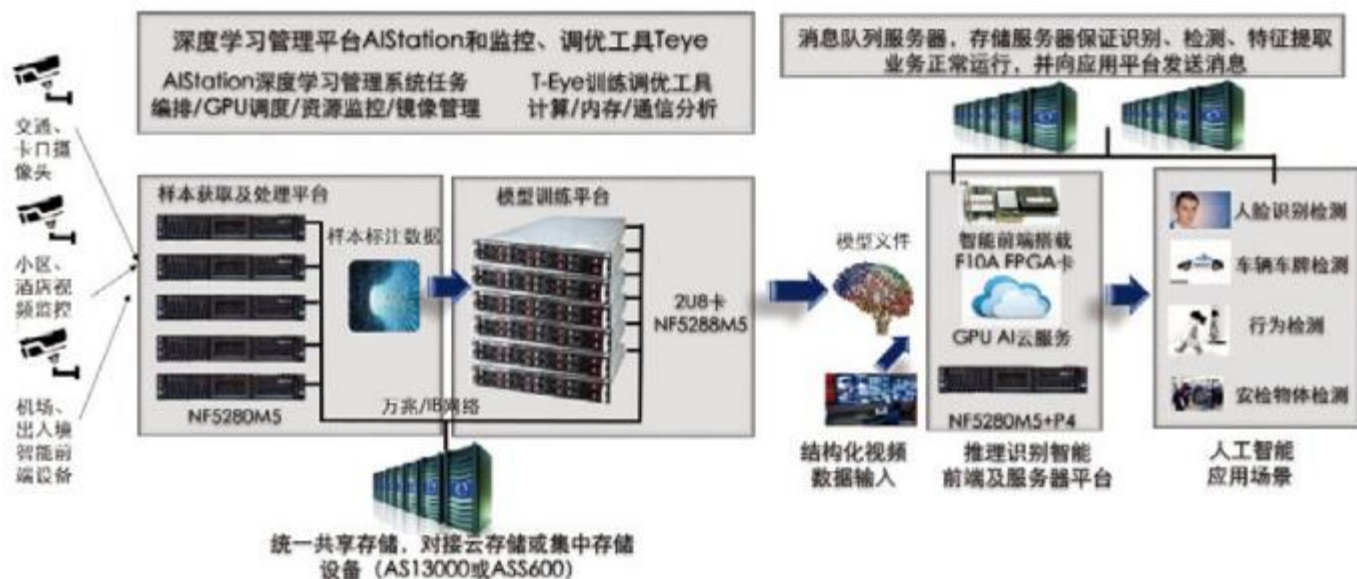 深度学习管理平台AIStation和监控、调优工具Teye
AIStation深度学习管理系统任务
编排/GPU调度/资源监控/镜像管理
T-Eye训练调优工具
计算/内存/通信分析
消息队列服务器，存储服务器保证识别、检测、特征提取
业务正常运行，并向应用平台发送消息
交通、
卡口摄
像头
小区、
酒店视
频监控
机场、
出入境
智能前
端设备
样本获取及处理平台
NF5280M5
样本标注数据
万兆/IB网络
模型训练平台
2U8卡
NF5288M5
统一共享存储，对接云存储或集中存储
设备（AS13000或ASS600）
模型文件
结构化视频
数据输入
智能前端搭载
F10A FPGA卡
GPU AI云服务
NF5280M5+P4
推理识别智能
前端及服务器平台
人脸识别检测
车辆车牌检测
行为检测
安检物体检测
人工智能
应用场景